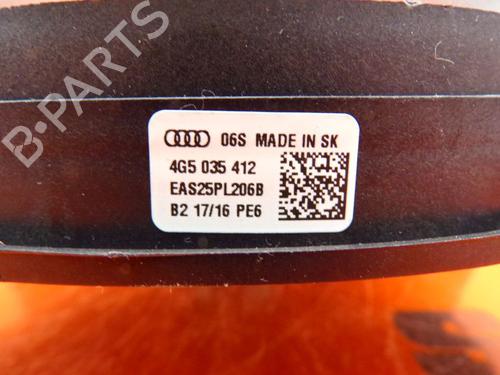 B-Parts
06S MADE IN SK
4G5 035 412
EAS25PL206B
B2 17/16 PE6